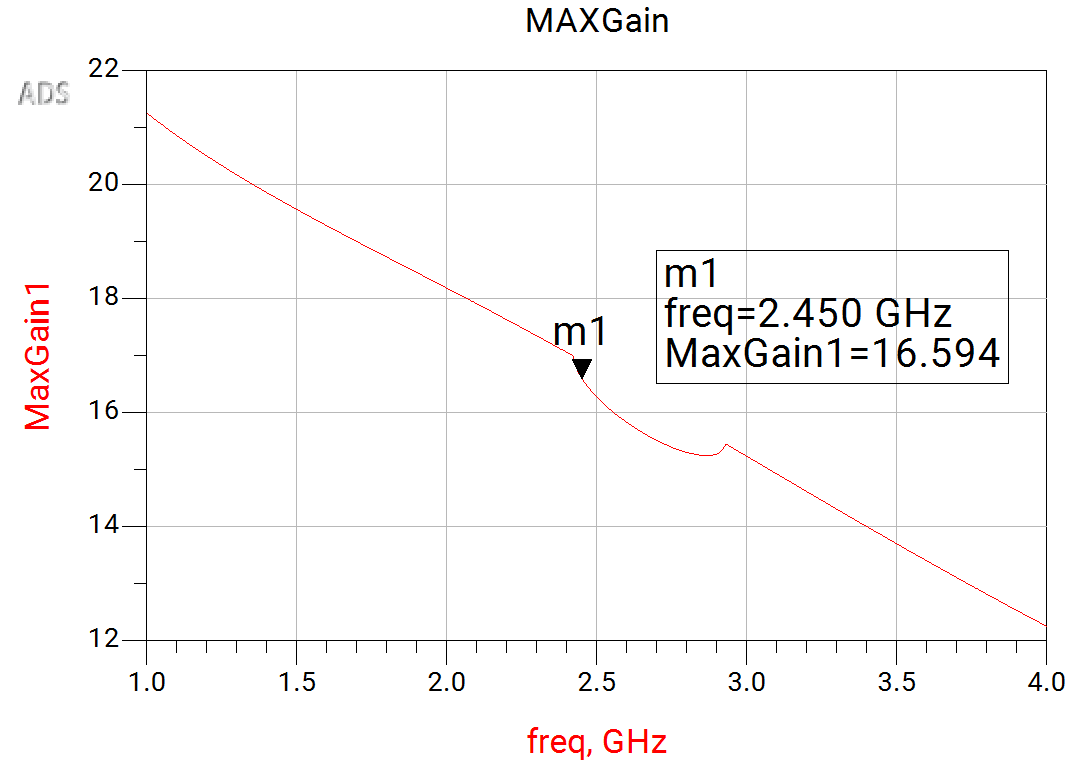 MAXGain
ADS
22
20
18
16
14
12
MaxGain1
m1
m1
freq=2.450 GHz
MaxGain1=16.594
1.0 1.5 2.0 2.5 3.0 3.5 4.0
freq, GHz